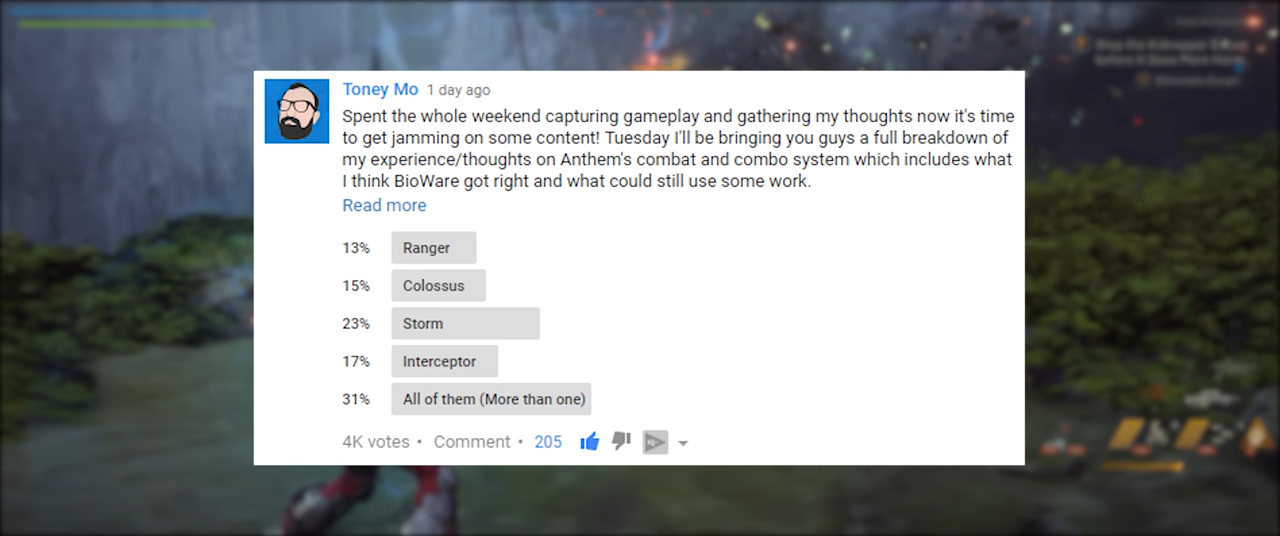 Toney Mo 1 day ago
Spent the whole weekend capturing gameplay and gathering my thoughts now it's time
to get jamming on some content! Tuesday I'll be bringing you guys a full breakdown of
my experience/thoughts on Anthem's combat and combo system which includes what
I think BioWare got right and what could still use some work.
Read more
13% Ranger
15% Colossus
23% Storm
17% Interceptor
31% All of them (More than one)
4K votes • Comment • 205